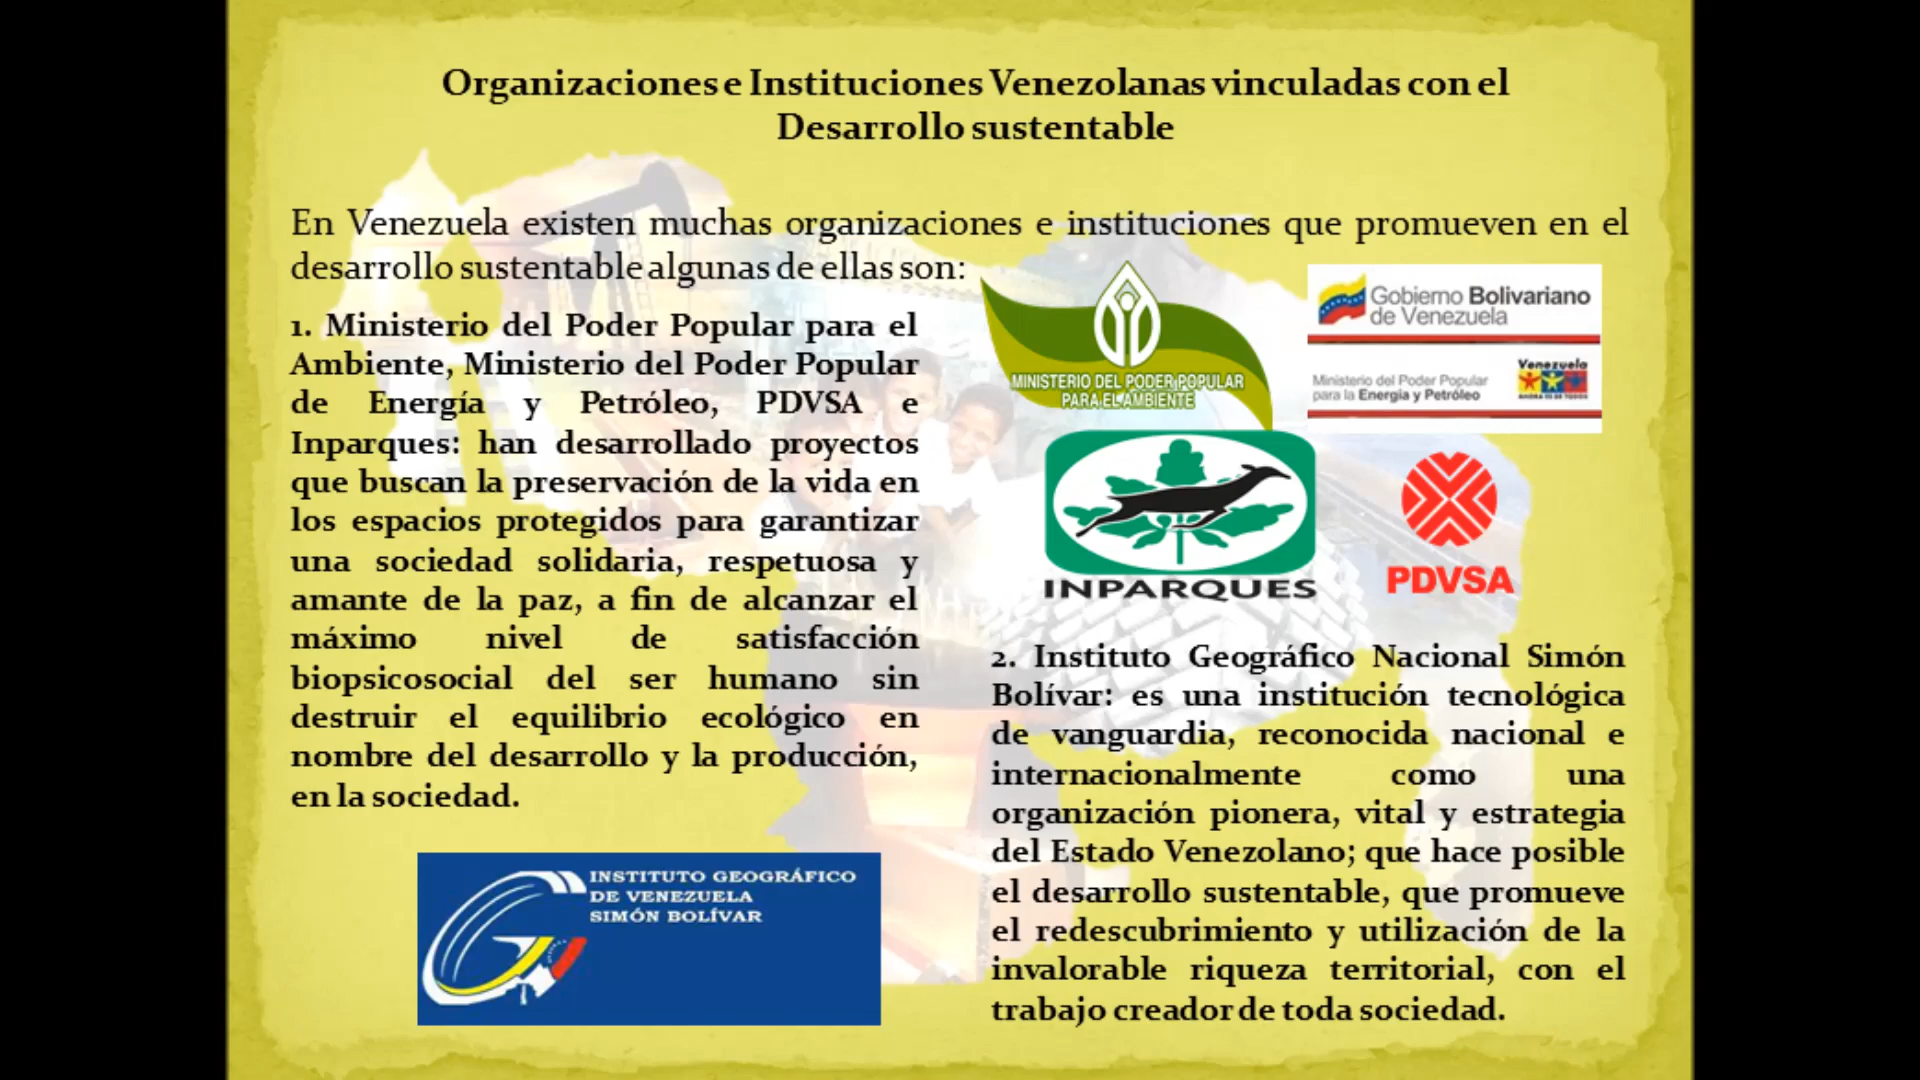 Organizaciones e Instituciones Venezolanas vinculadas con el
Desarrollo sustentable
En Venezuela existen muchas organizaciones e instituciones que promueven en el
desarrollo sustentable algunas de ellas son:
1. Ministerio del Poder Popular para el
Ambiente, Ministerio del Poder Popular
de Energía y Petróleo, PDVSA e
Inparques: han desarrollado proyectos
que buscan la preservación de la vida en
los espacios protegidos para garantizar
una sociedad solidaria, respetuosa y
amante de la paz, a fin de alcanzar el
máximo nivel de satisfacción
biopsicosocial del ser humano sin
destruir el equilibrio ecológico en
nombre del desarrollo y la producción,
en la sociedad.
INSTITUTO GEOGRÁFICO
DE VENEZUELA
SIMÓN BOLÍVAR
MINISTERIO DEL PODER POPULAR
PARA EL AMBIENTE
Gobierno Bolivariano
de Venezuela
Ministerio del Poder Popular
para la Energía y Petróleo
Venezuela
AHORA ES DE TODOS
INPARQUES
PDVSA
2. Instituto Geográfico Nacional Simón
Bolívar: es una institución tecnológica
de vanguardia, reconocida nacional e
internacionalmente como una
organización pionera, vital y estrategia
del Estado Venezolano; que hace posible
el desarrollo sustentable, que promueve
el redescubrimiento y utilización de la
invalorable riqueza territorial, con el
trabajo creador de toda sociedad.